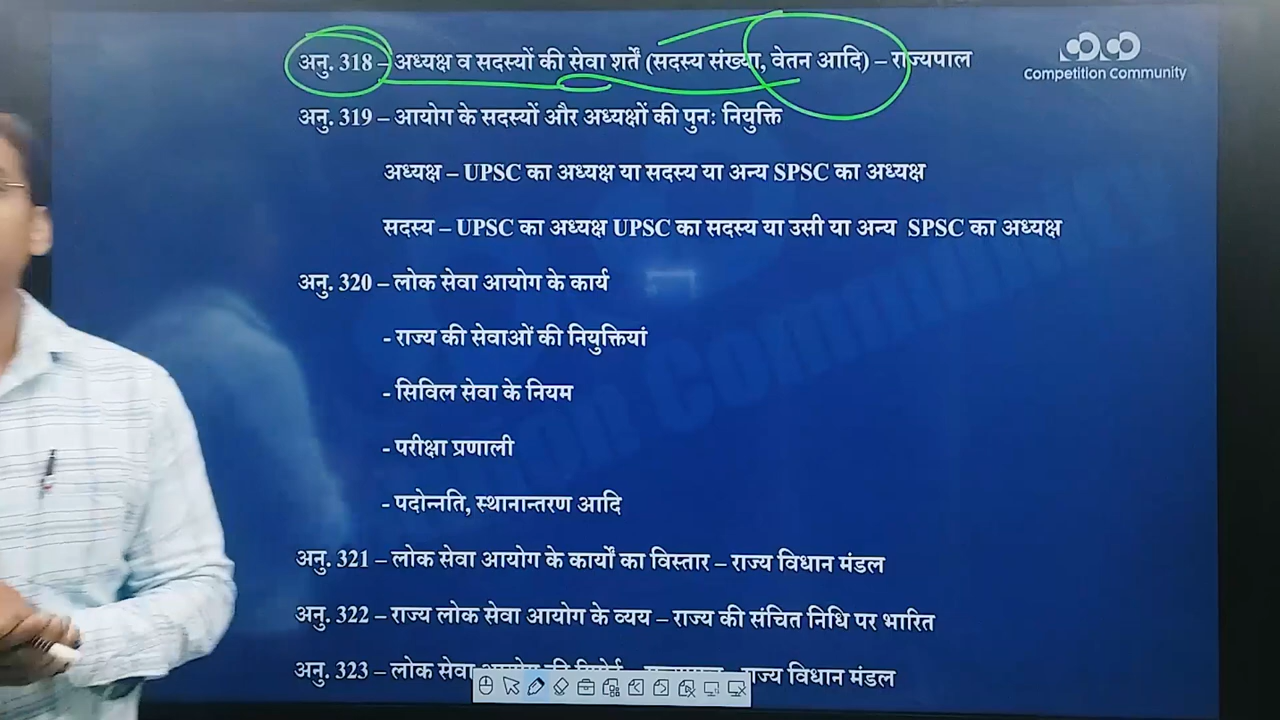 अनु. 318 – अध्यक्ष व सदस्यों की सेवा शर्तें (सदस्य संख्या, वेतन आदि) – राज्यपाल
Competition Community
अनु. 319 – आयोग के सदस्यों और अध्यक्षों की पुनः नियुक्ति
अध्यक्ष – UPSC का अध्यक्ष या सदस्य या अन्य SPSC का अध्यक्ष
सदस्य – UPSC का अध्यक्ष UPSC का सदस्य या उसी या अन्य SPSC का अध्यक्ष
अनु. 320 – लोक सेवा आयोग के कार्य
- राज्य की सेवाओं की नियुक्तियां
- सिविल सेवा के नियम
- परीक्षा प्रणाली
- पदोन्नति, स्थानान्तरण आदि
अनु. 321 – लोक सेवा आयोग के कार्यों का विस्तार – राज्य विधान मंडल
अनु. 322 – राज्य लोक सेवा आयोग के व्यय – राज्य की संचित निधि पर भारित
अनु. 323 – लोक सेवा राज्य विधान मंडल